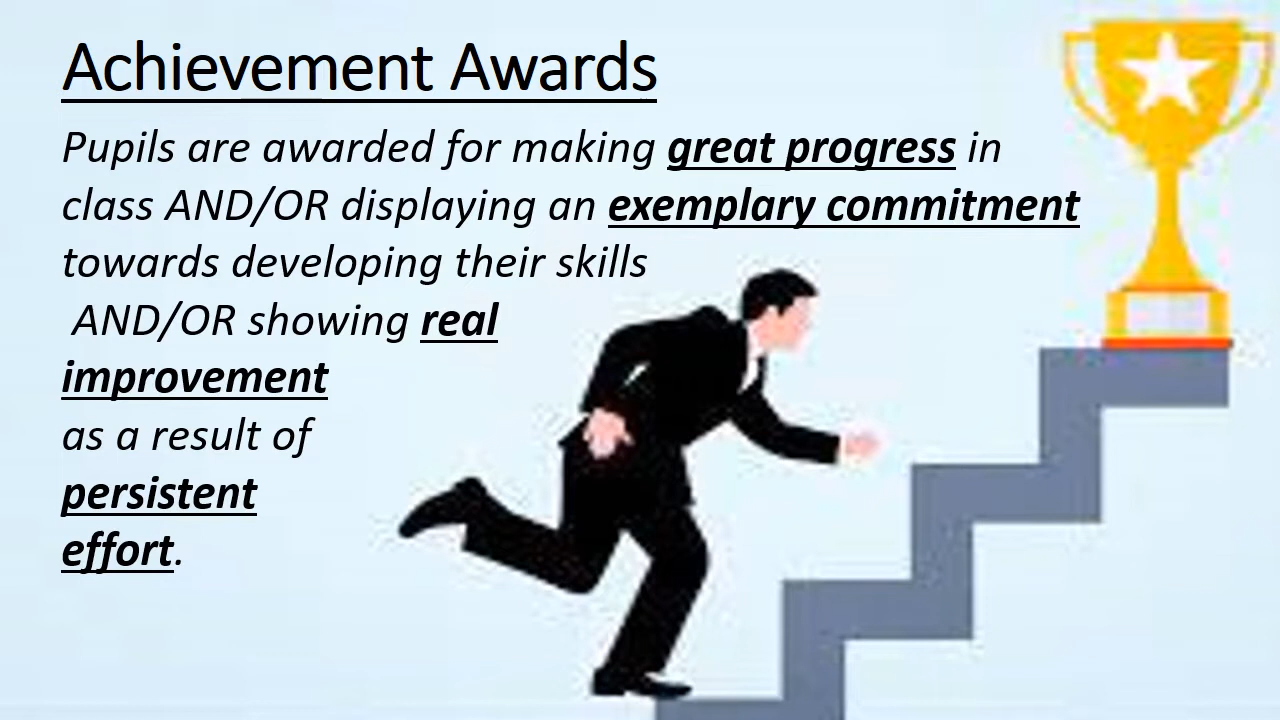 Achievement Awards
Pupils are awarded for making great progress in
class AND/OR displaying an exemplary commitment
towards developing their skills
AND/OR showing real
improvement
as a result of
persistent
effort.